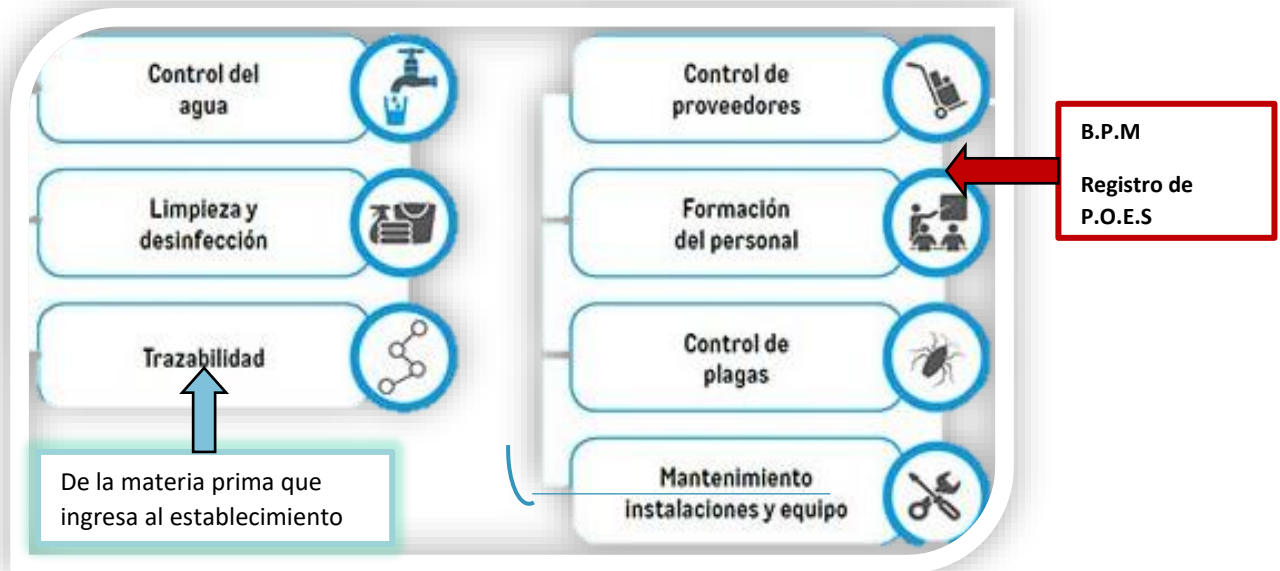 Control del
agua
Limpieza y
desinfección
Trazabilidad
De la materia prima que
ingresa al establecimiento
Control de
proveedores
Formación
del personal
Control de
plagas
Mantenimiento
instalaciones y equipo
B.P.M
Registro de
P.O.E.S